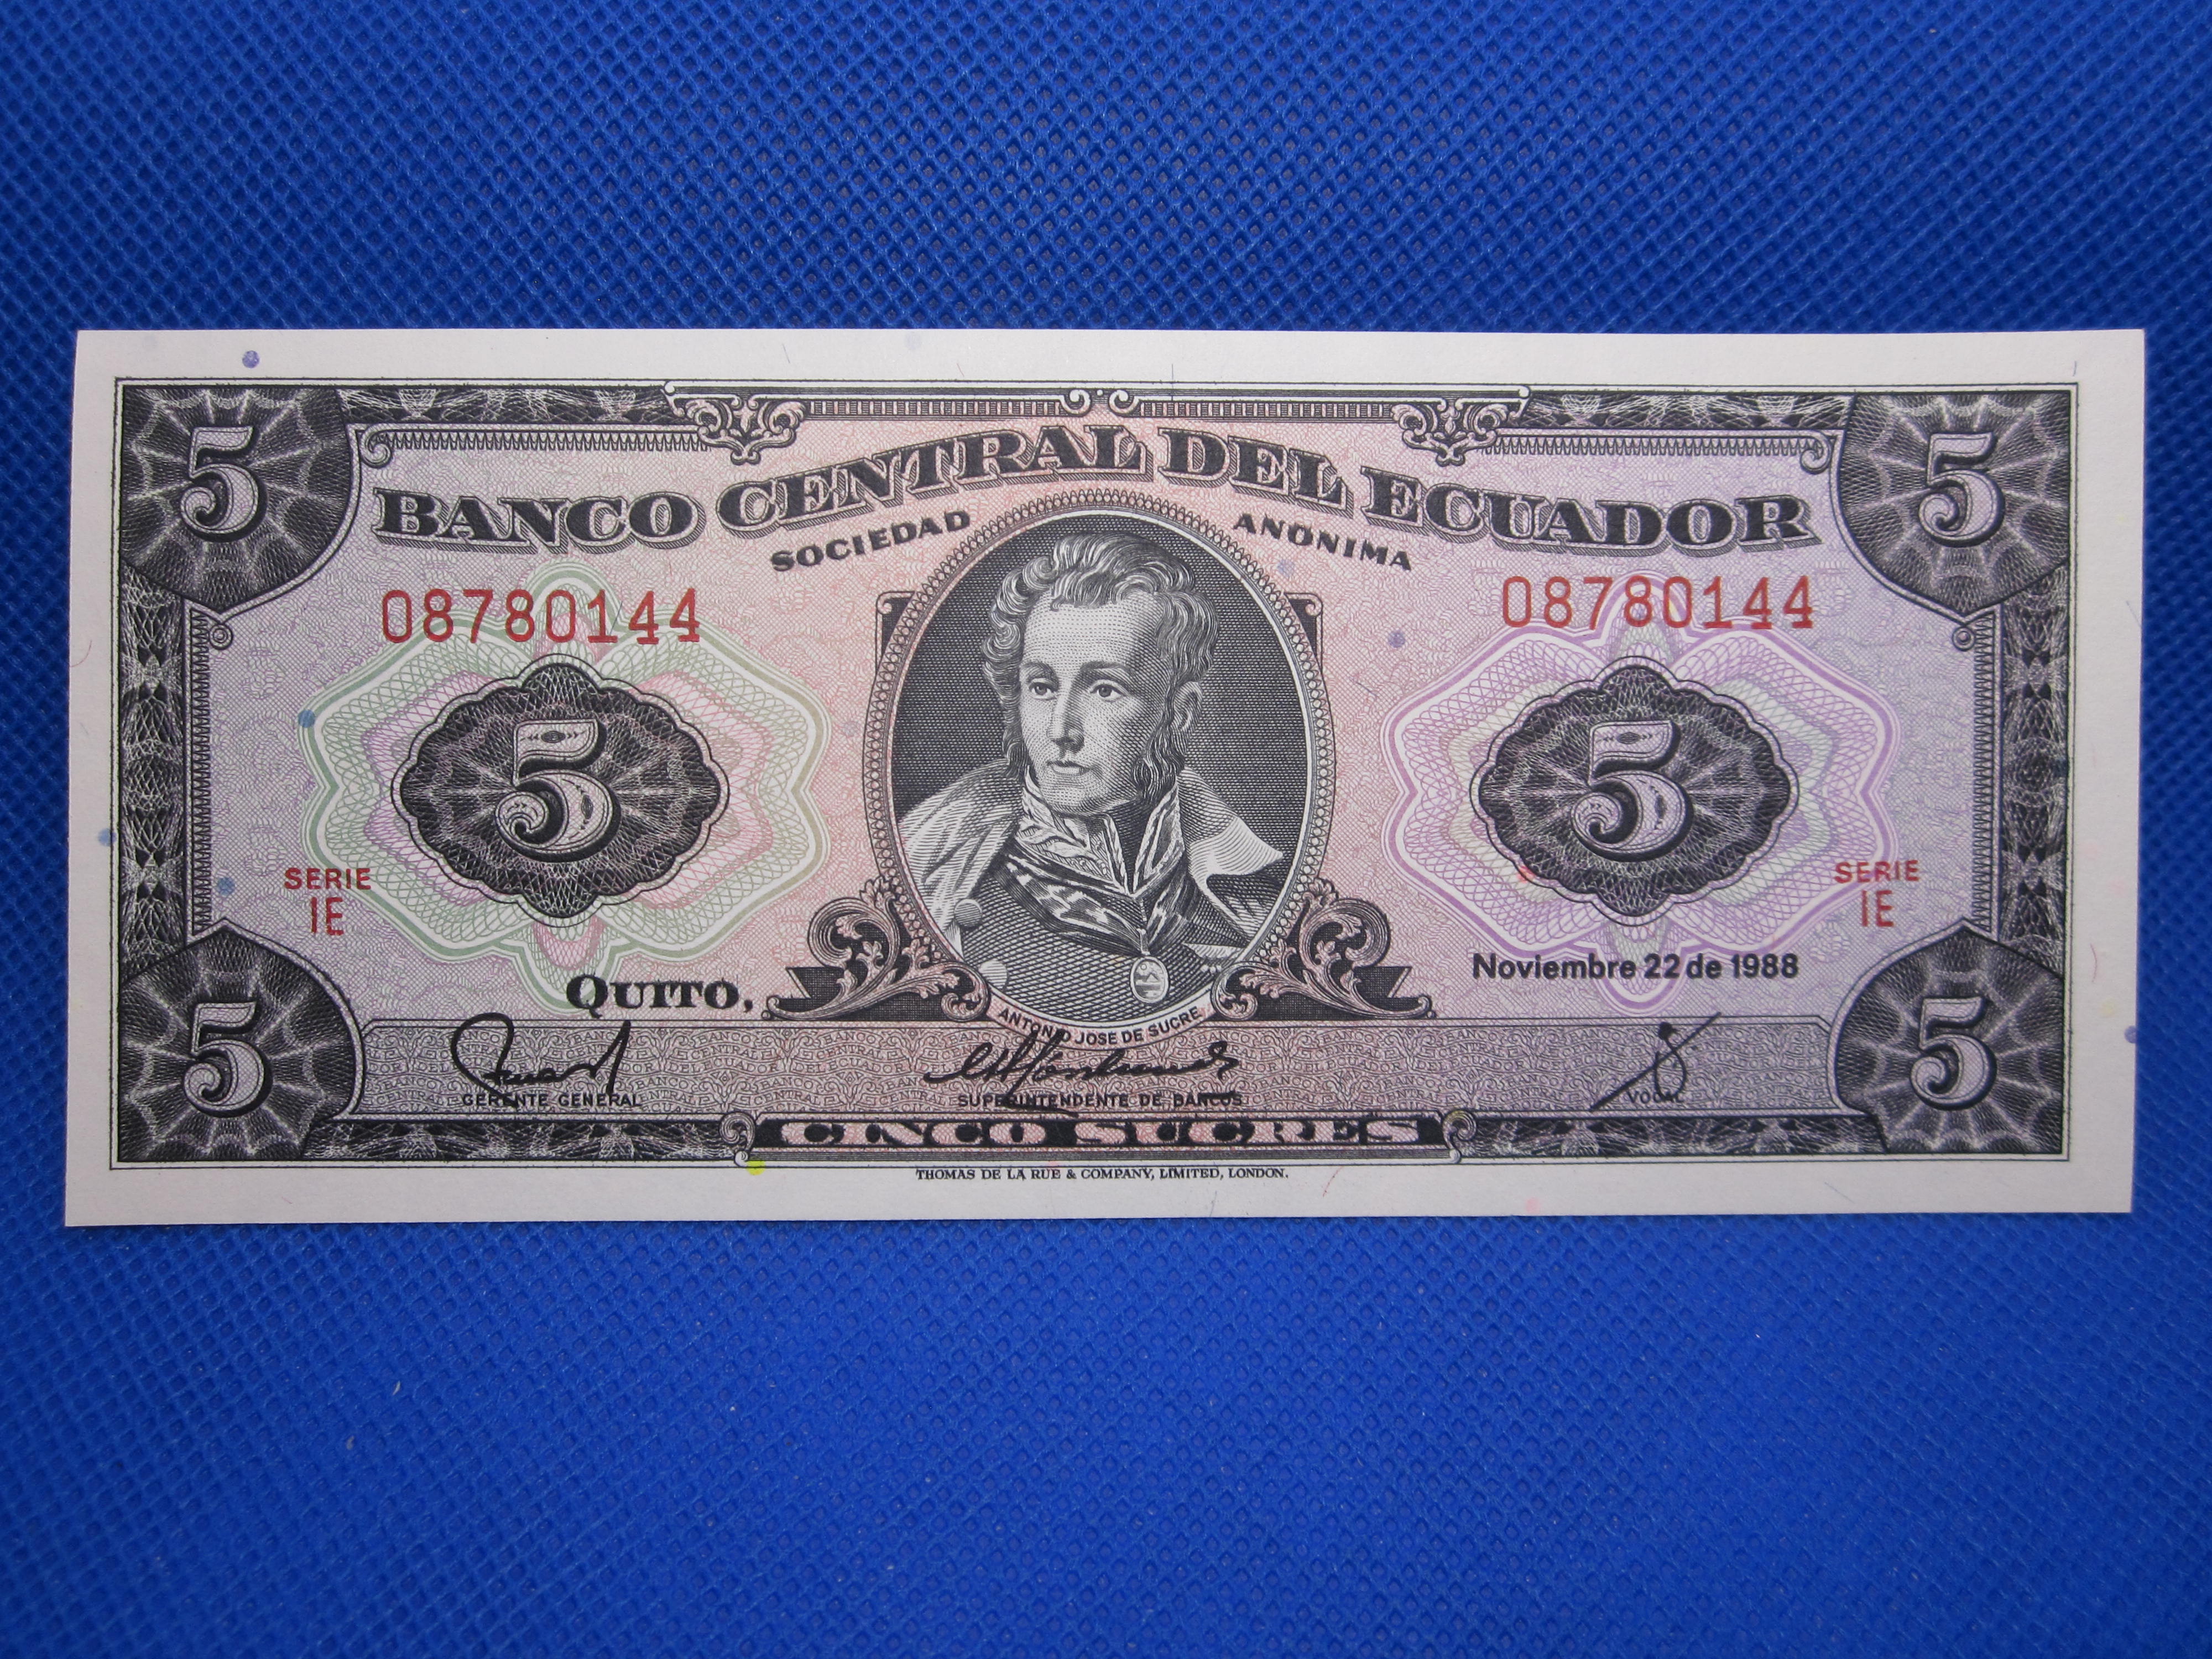 5 5
BANCO CENTRAL DEL ECUADOR
SOCIEDAD ANONIMA
08780144 08780144
5 5
SERIE SERIE
IE IE
QUITO, Noviembre 22 de 1988
ANTONIO JOSE DE SUCRE
5 5
GERENTE GENERAL SUPERINTENDENTE DE BANCOS VOCAL
CINCO SUCRES
THOMAS DE LA RUE & COMPANY, LIMITED, LONDON.